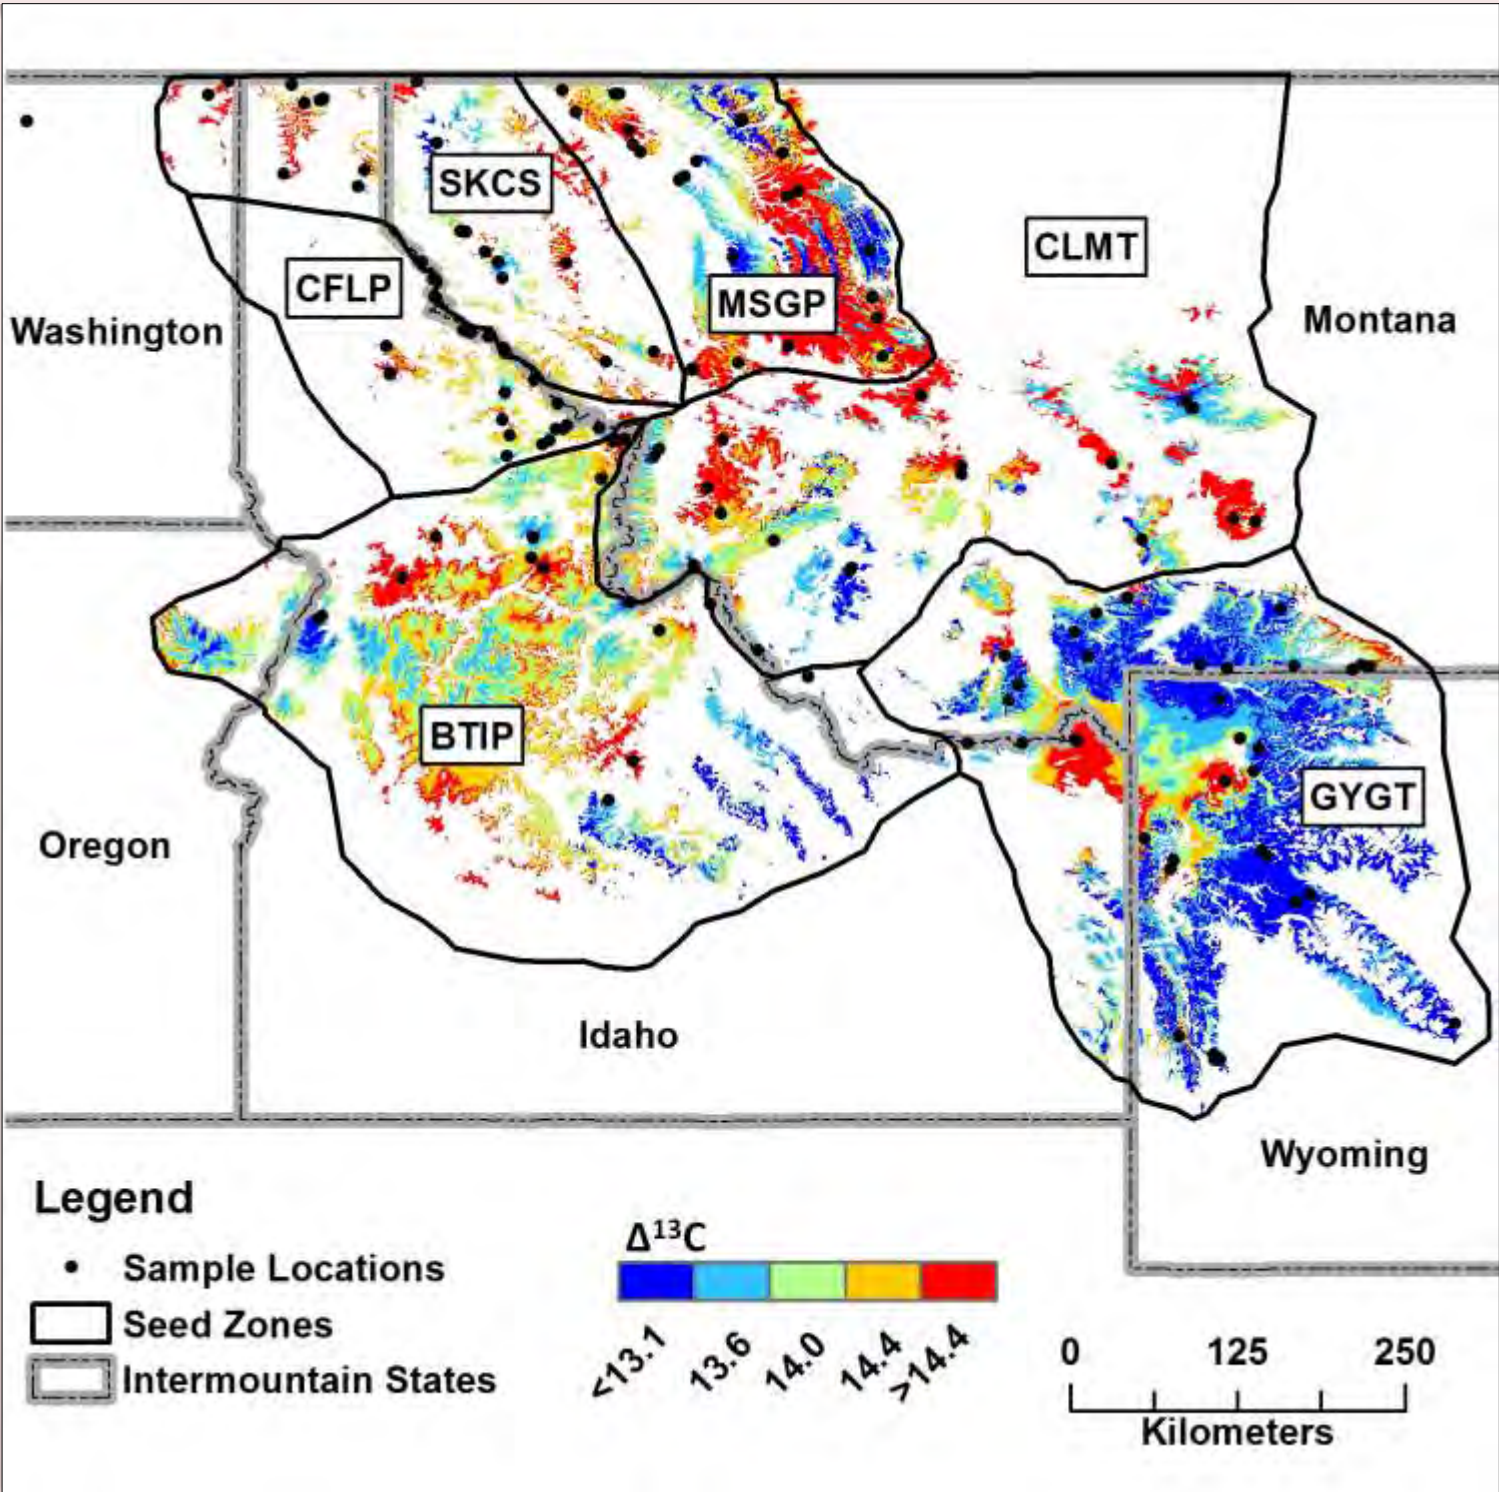 SKCS
CLMT
CFLP
MSGP
Washington
Montana
BTIP
GYGT
Oregon
Idaho
Wyoming
Legend
Sample Locations
Seed Zones
Intermountain States
Δ¹³C
<13.1 13.6 14.0 14.4 >14.4
0 125 250
Kilometers